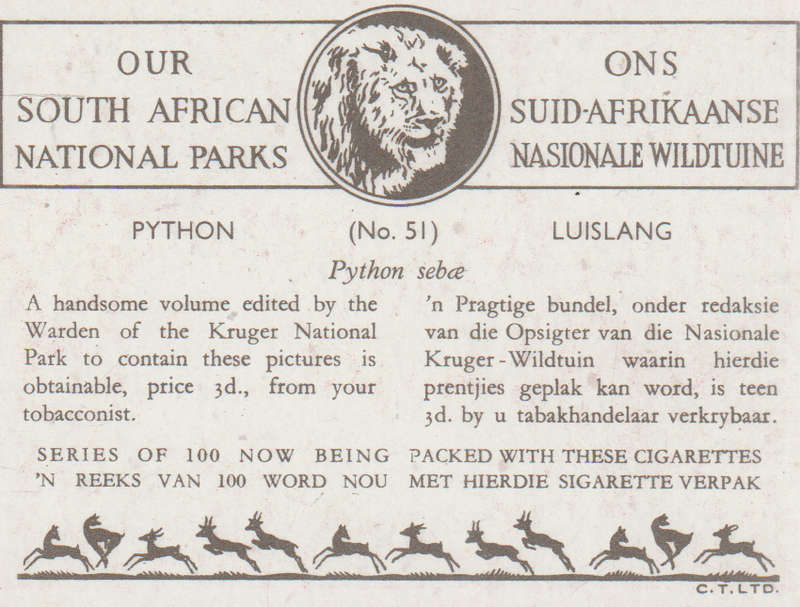 OUR
SOUTH AFRICAN
NATIONAL PARKS
ONS
SUID-AFRIKAANSE
NASIONALE WILDTUINE
PYTHON (No. 51) LUISLANG
Python sebæ
A handsome volume edited by the
Warden of the Kruger National
Park to contain these pictures is
obtainable, price 3d., from your
tobacconist.
'n Pragtige bundel, onder redaksie
van die Opsigter van die Nasionale
Kruger-Wildtuin waarin hierdie
prentjies geplak kan word, is teen
3d. by u tabakhandelaar verkrybaar.
SERIES OF 100 NOW BEING PACKED WITH THESE CIGARETTES
'N REEKS VAN 100 WORD NOU MET HIERDIE SIGARETTE VERPAK
C.T.LTD.